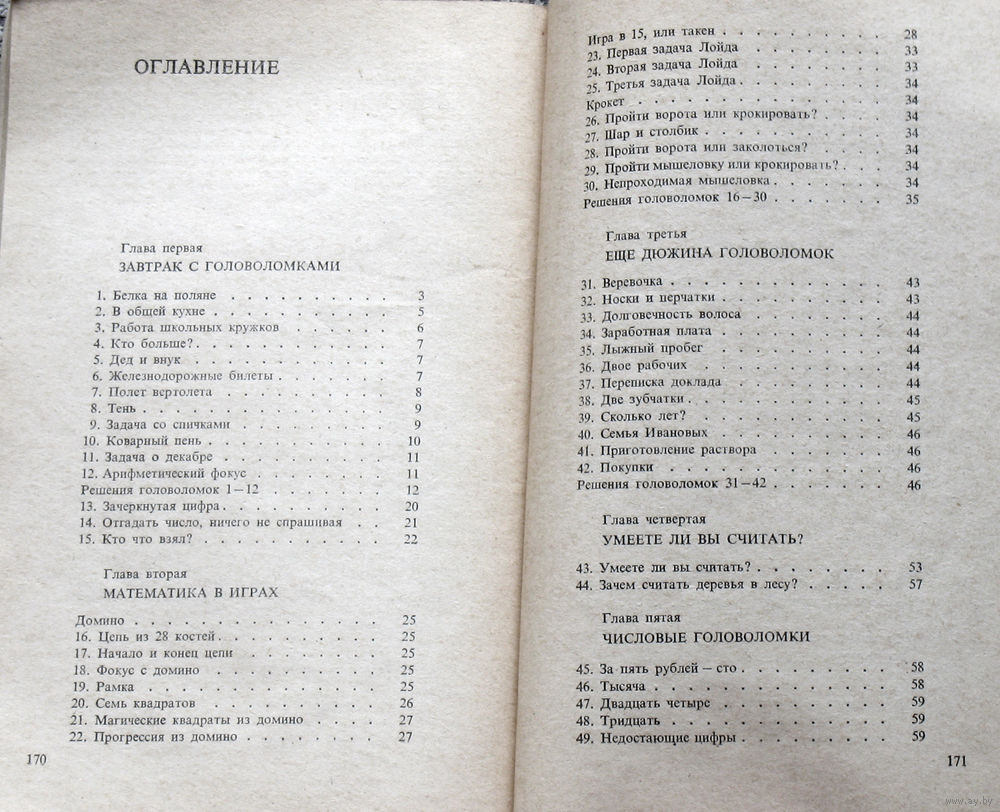 ОГЛАВЛЕНИЕ
Глава первая
ЗАВТРАК С ГОЛОВОЛОМКАМИ
1. Белка на поляне . . . . . . . . . . 3
2. В общей кухне . . . . . . . . . . 5
3. Работа школьных кружков . . . . . . 6
4. Кто больше? . . . . . . . . . . . 7
5. Дед и внук . . . . . . . . . . . 7
6. Железнодорожные билеты . . . . . . 7
7. Полет вертолета . . . . . . . . . 8
8. Тень . . . . . . . . . . . . . . 9
9. Задача со спичками . . . . . . . . 9
10. Коварный пень . . . . . . . . . . 10
11. Задача о декабре . . . . . . . . . 11
12. Арифметический фокус . . . . . . . 11
Решения головоломок 1—12 . . . . . . . 12
13. Зачеркнутая цифра . . . . . . . . . 20
14. Отгадать число, ничего не спрашивая . . 21
15. Кто что взял? . . . . . . . . . . 22
Глава вторая
МАТЕМАТИКА В ИГРАХ
Домино . . . . . . . . . . . . . . 25
16. Цепь из 28 костей . . . . . . . . . 25
17. Начало и конец цепи . . . . . . . 25
18. Фокус с домино . . . . . . . . . 25
19. Рамка . . . . . . . . . . . . . 25
20. Семь квадратов . . . . . . . . . 26
21. Магические квадраты из домино . . . . 27
22. Прогрессия из домино . . . . . . . 27
170
Игра в 15, или такен . . . . . . . . . . 28
23. Первая задача Лойда . . . . . . . . 33
24. Вторая задача Лойда . . . . . . . . 33
25. Третья задача Лойда . . . . . . . . 34
Крокет . . . . . . . . . . . . . . 34
26. Пройти ворота или крокировать? . . . . 34
27. Шар и столбик . . . . . . . . . . 34
28. Пройти ворота или заколоться? . . . . 34
29. Пройти мышеловку или крокировать? . . . 34
30. Непроходимая мышеловка . . . . . . . 34
Решения головоломок 16—30 . . . . . . . 35
Глава третья
ЕЩЕ ДЮЖИНА ГОЛОВОЛОМОК
31. Веревочка . . . . . . . . . . . . 43
32. Носки и перчатки . . . . . . . . . 43
33. Долговечность волоса . . . . . . . . 44
34. Заработная плата . . . . . . . . . 44
35. Лыжный пробег . . . . . . . . . . 44
36. Двое рабочих . . . . . . . . . . 44
37. Переписка доклада . . . . . . . . . 44
38. Две зубчатки . . . . . . . . . . . 45
39. Сколько лет? . . . . . . . . . . 45
40. Семья Ивановых . . . . . . . . . 46
41. Приготовление раствора . . . . . . . 46
42. Покупки . . . . . . . . . . . . 46
Решения головоломок 31—42 . . . . . . . 46
Глава четвертая
УМЕЕТЕ ЛИ ВЫ СЧИТАТЬ?
43. Умеете ли вы считать? . . . . . . . . 53
44. Зачем считать деревья в лесу? . . . . . 57
Глава пятая
ЧИСЛОВЫЕ ГОЛОВОЛОМКИ
45. За пять рублей — сто . . . . . . . . . 58
46. Тысяча . . . . . . . . . . . . . 58
47. Двадцать четыре . . . . . . . . . . 59
48. Тридцать . . . . . . . . . . . . 59
49. Недостающие цифры . . . . . . . . . 59
171
www.ay.by